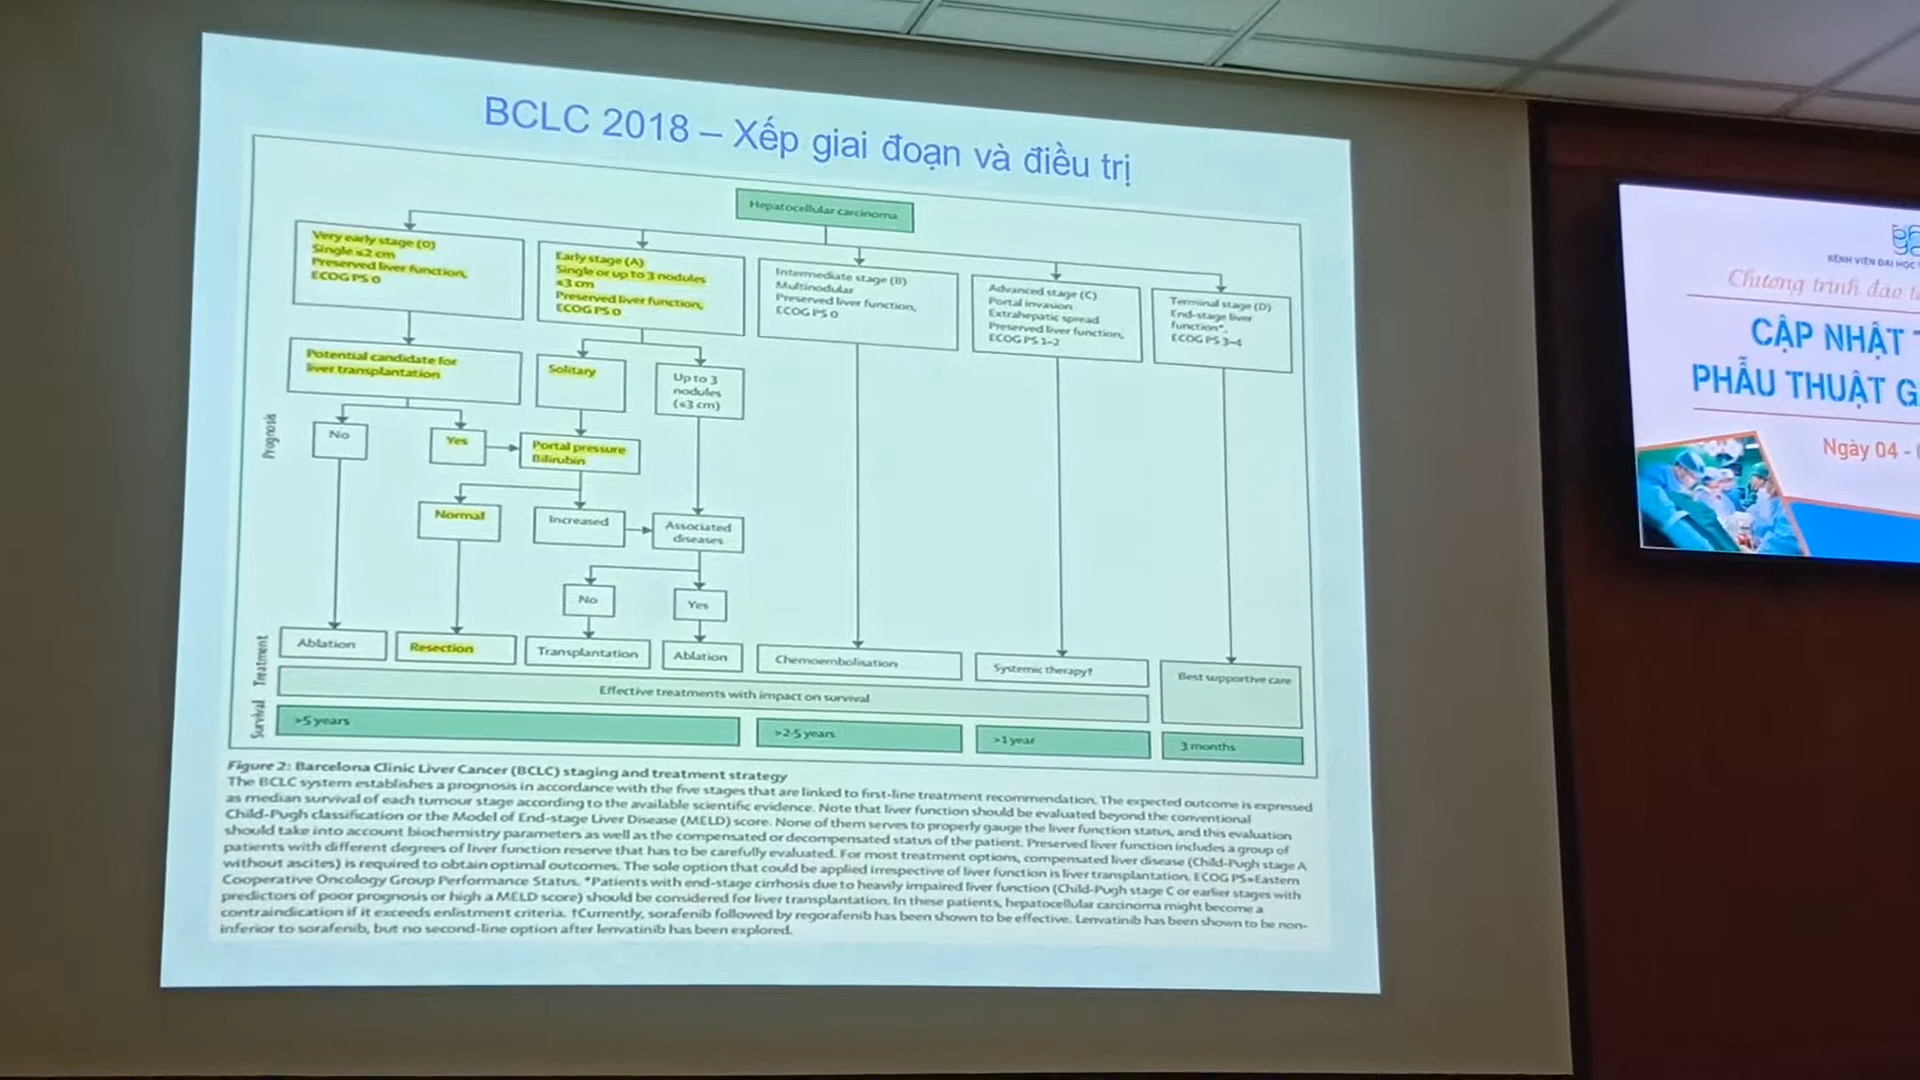 BCLC 2018 – Xếp giai đoạn và điều trị
Hepatocellular carcinoma
Very early stage (0)
Single ≤2 cm
Preserved liver function,
ECOG PS 0
Early stage (A)
Single or up to 3 nodules
≤3 cm
Preserved liver function,
ECOG PS 0
Intermediate stage (B)
Multinodular
Preserved liver function,
ECOG PS 0
Advanced stage (C)
Portal invasion
Extrahepatic spread
Preserved liver function,
ECOG PS 1–2
Terminal stage (D)
End-stage liver
function*,
ECOG PS 3–4
Potential candidate for
liver transplantation
Solitary
Up to 3
nodules
(≤3 cm)
Prognosis
No
Yes
Portal pressure
Bilirubin
Normal
Increased
Associated
diseases
No
Yes
Treatment
Ablation
Resection
Transplantation
Ablation
Chemoembolisation
Systemic therapy†
Best supportive care
Effective treatments with impact on survival
Survival
>5 years
>2·5 years
>1 year
3 months
Figure 2: Barcelona Clinic Liver Cancer (BCLC) staging and treatment strategy
The BCLC system establishes a prognosis in accordance with the five stages that are linked to first-line treatment recommendation. The expected outcome is expressed
as median survival of each tumour stage according to the available scientific evidence. Note that liver function should be evaluated beyond the conventional
Child-Pugh classification or the Model of End-stage Liver Disease (MELD) score. None of them serves to properly gauge the liver function status, and this evaluation
should take into account biochemistry parameters as well as the compensated or decompensated status of the patient. Preserved liver function includes a group of
patients with different degrees of liver function reserve that has to be carefully evaluated. For most treatment options, compensated liver disease (Child-Pugh stage A
without ascites) is required to obtain optimal outcomes. The sole option that could be applied irrespective of liver function is liver transplantation. ECOG PS=Eastern
Cooperative Oncology Group Performance Status. *Patients with end-stage cirrhosis due to heavily impaired liver function (Child-Pugh stage C or earlier stages with
predictors of poor prognosis or high a MELD score) should be considered for liver transplantation. In these patients, hepatocellular carcinoma might become a
contraindication if it exceeds enlistment criteria. †Currently, sorafenib followed by regorafenib has been shown to be effective. Lenvatinib has been shown to be non-
inferior to sorafenib, but no second-line option after lenvatinib has been explored.
BỆNH VIỆN ĐẠI HỌC
Chương trình đào
CẬP NHẬT
PHẪU THUẬT G
Ngày 04 -